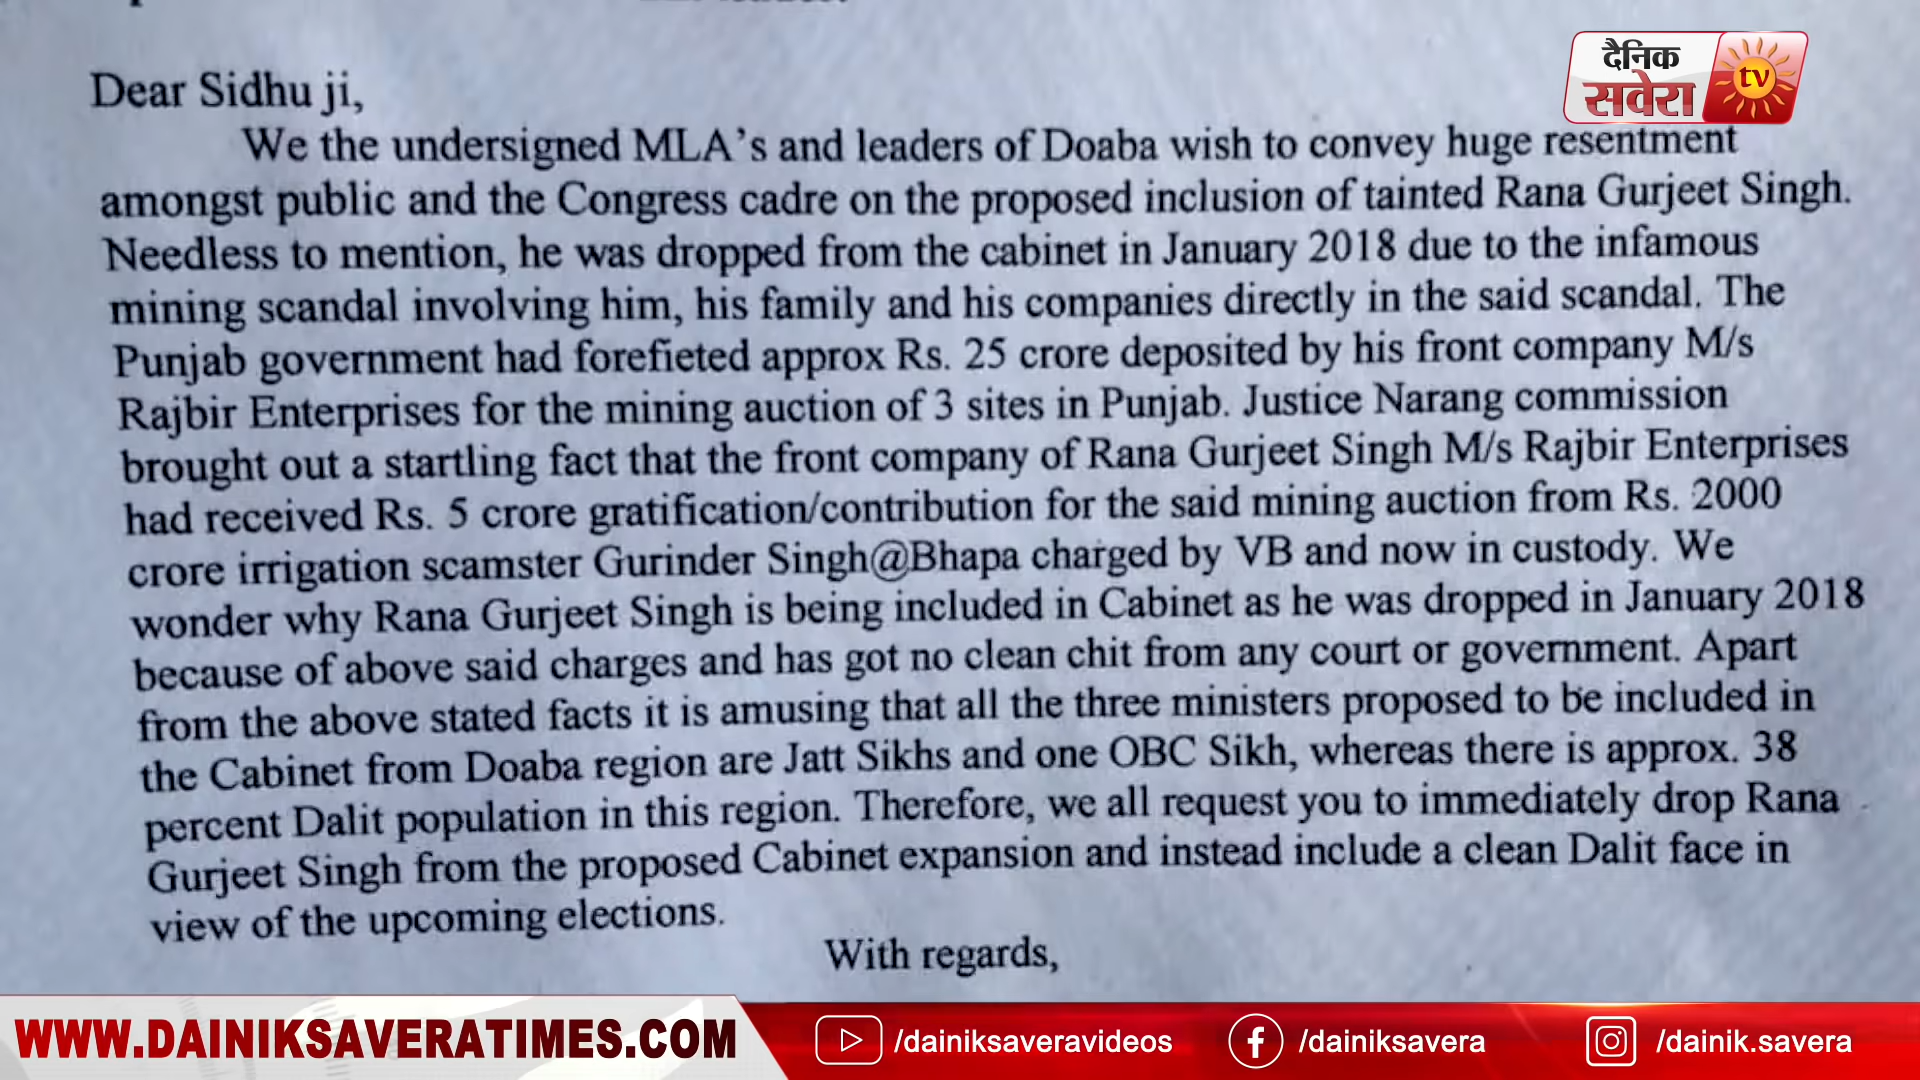 दैनिक
सवेरा
tv
Dear Sidhu ji,
We the undersigned MLA's and leaders of Doaba wish to convey huge resentment
amongst public and the Congress cadre on the proposed inclusion of tainted Rana Gurjeet Singh.
Needless to mention, he was dropped from the cabinet in January 2018 due to the infamous
mining scandal involving him, his family and his companies directly in the said scandal. The
Punjab government had forefieted approx Rs. 25 crore deposited by his front company M/s
Rajbir Enterprises for the mining auction of 3 sites in Punjab. Justice Narang commission
brought out a startling fact that the front company of Rana Gurjeet Singh M/s Rajbir Enterprises
had received Rs. 5 crore gratification/contribution for the said mining auction from Rs. 2000
crore irrigation scamster Gurinder Singh@Bhapa charged by VB and now in custody. We
wonder why Rana Gurjeet Singh is being included in Cabinet as he was dropped in January 2018
because of above said charges and has got no clean chit from any court or government. Apart
from the above stated facts it is amusing that all the three ministers proposed to be included in
the Cabinet from Doaba region are Jatt Sikhs and one OBC Sikh, whereas there is approx. 38
percent Dalit population in this region. Therefore, we all request you to immediately drop Rana
Gurjeet Singh from the proposed Cabinet expansion and instead include a clean Dalit face in
view of the upcoming elections.
With regards,
WWW.DAINIKSAVERATIMES.COM
/dainiksaveravideos
/dainiksavera
/dainik.savera